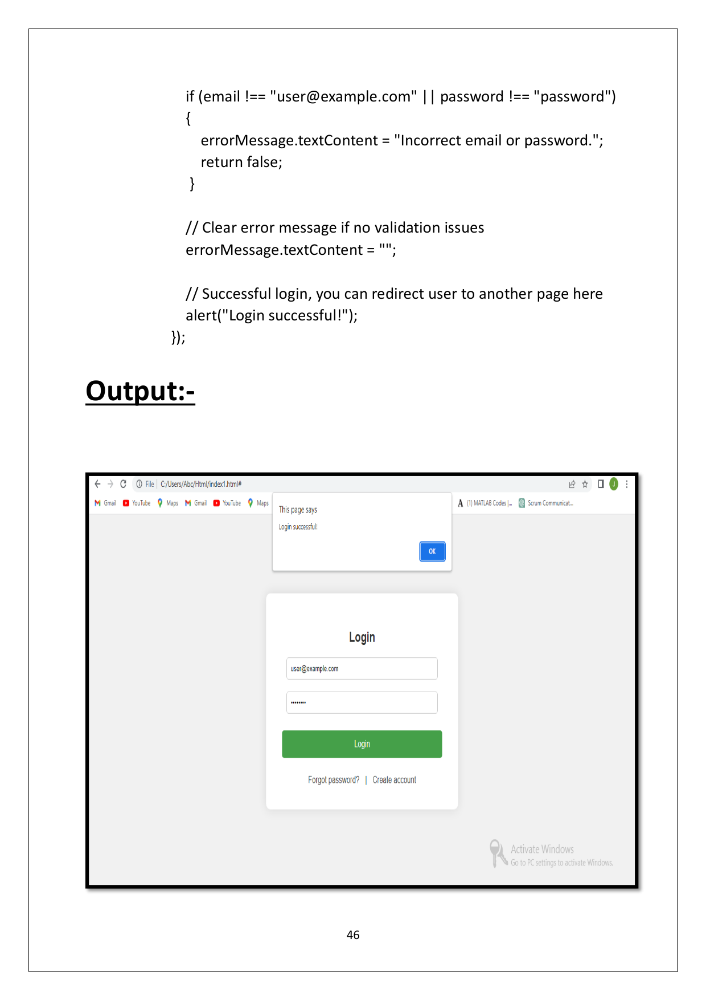 if (email !== "user@example.com" || password !== "password")
{
errorMessage.textContent = "Incorrect email or password.";
return false;
}
// Clear error message if no validation issues
errorMessage.textContent = "";
// Successful login, you can redirect user to another page here
alert("Login successful!");
});
Output:-
File | C:/Users/Abc/Html/index1.html#
J
Gmail YouTube Maps Gmail YouTube Maps (1) MATLAB Codes |... Scrum Communicat...
This page says
Login successful!
OK
Login
user@example.com
••••••••
Login
Forgot password? | Create account
Activate Windows
Go to PC settings to activate Windows.
46